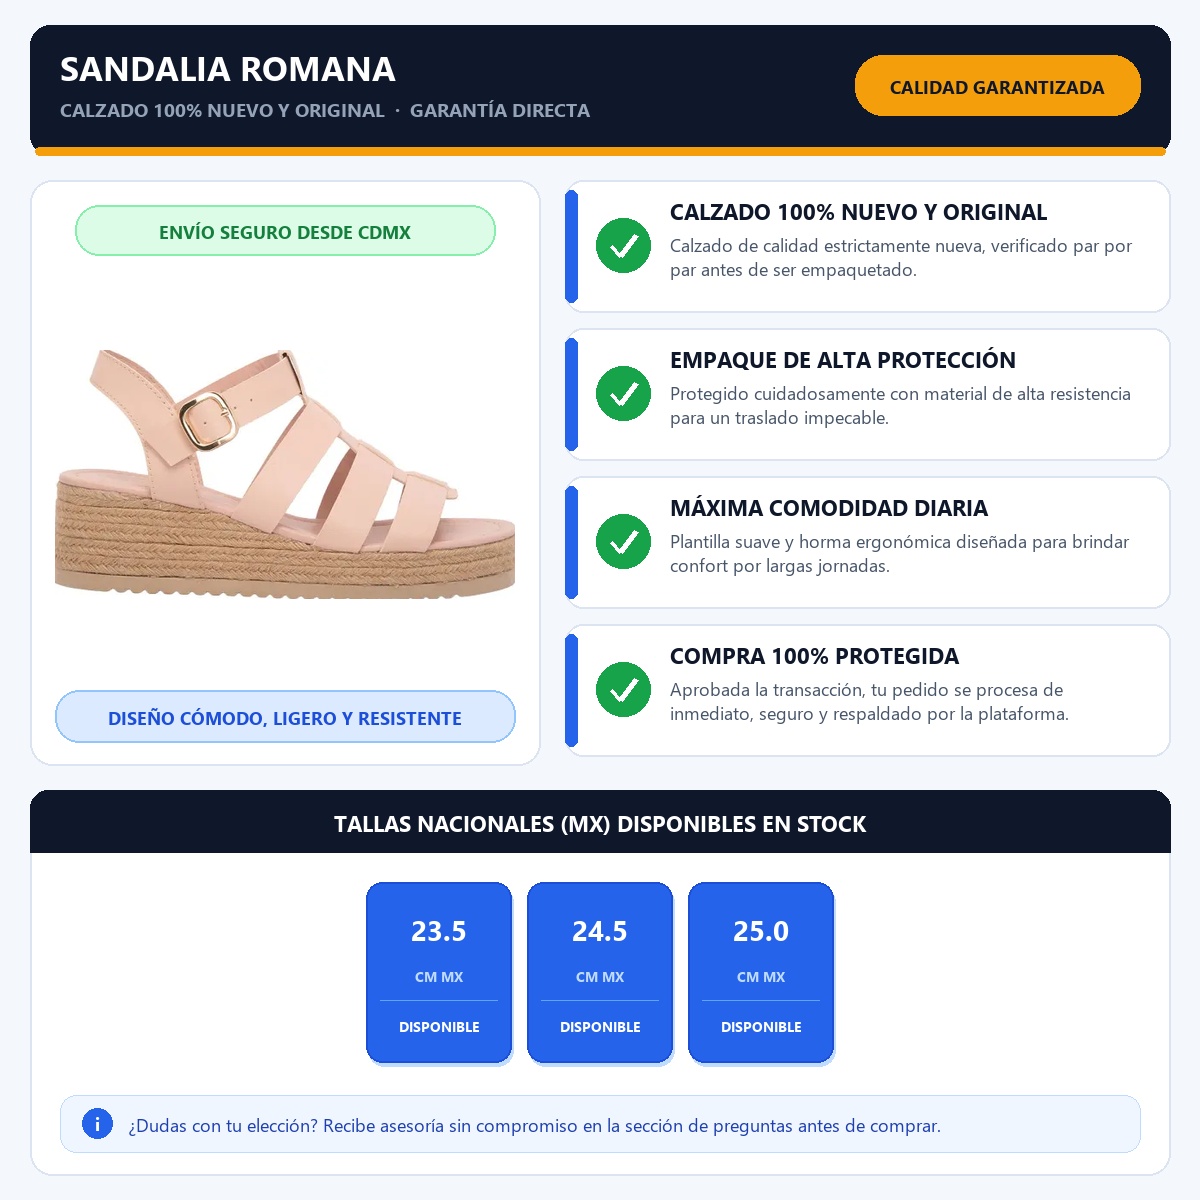 SANDALIA ROMANA
CALZADO 100% NUEVO Y ORIGINAL · GARANTÍA DIRECTA
CALIDAD GARANTIZADA
ENVÍO SEGURO DESDE CDMX
DISEÑO CÓMODO, LIGERO Y RESISTENTE
CALZADO 100% NUEVO Y ORIGINAL
Calzado de calidad estrictamente nueva, verificado par por
par antes de ser empaquetado.
EMPAQUE DE ALTA PROTECCIÓN
Protegido cuidadosamente con material de alta resistencia
para un traslado impecable.
MÁXIMA COMODIDAD DIARIA
Plantilla suave y horma ergonómica diseñada para brindar
confort por largas jornadas.
COMPRA 100% PROTEGIDA
Aprobada la transacción, tu pedido se procesa de
inmediato, seguro y respaldado por la plataforma.
TALLAS NACIONALES (MX) DISPONIBLES EN STOCK
23.5
CM MX
DISPONIBLE
24.5
CM MX
DISPONIBLE
25.0
CM MX
DISPONIBLE
¿Dudas con tu elección? Recibe asesoría sin compromiso en la sección de preguntas antes de comprar.